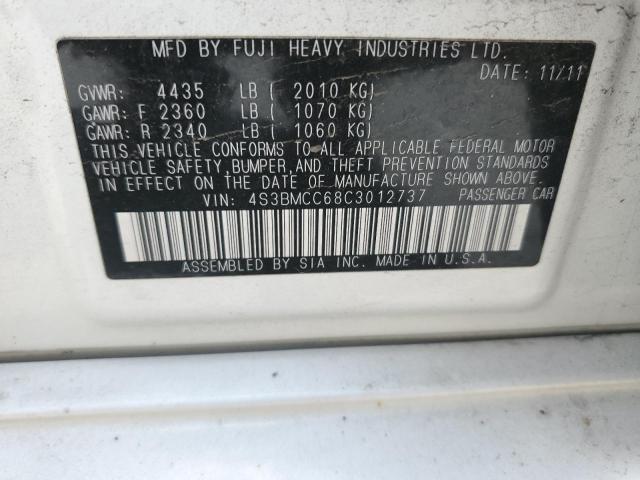 MFD BY FUJI HEAVY INDUSTRIES LTD.
DATE: 11/11
GVWR: 4435 LB ( 2010 KG)
GAWR: F 2360 LB ( 1070 KG)
GAWR: R 2340 LB ( 1060 KG)
THIS VEHICLE CONFORMS TO ALL APPLICABLE FEDERAL MOTOR
VEHICLE SAFETY, BUMPER, AND THEFT PREVENTION STANDARDS
IN EFFECT ON THE DATE OF MANUFACTURE SHOWN ABOVE.
VIN: 4S3BMCC68C3012737 PASSENGER CAR
ASSEMBLED BY SIA INC. MADE IN U.S.A.